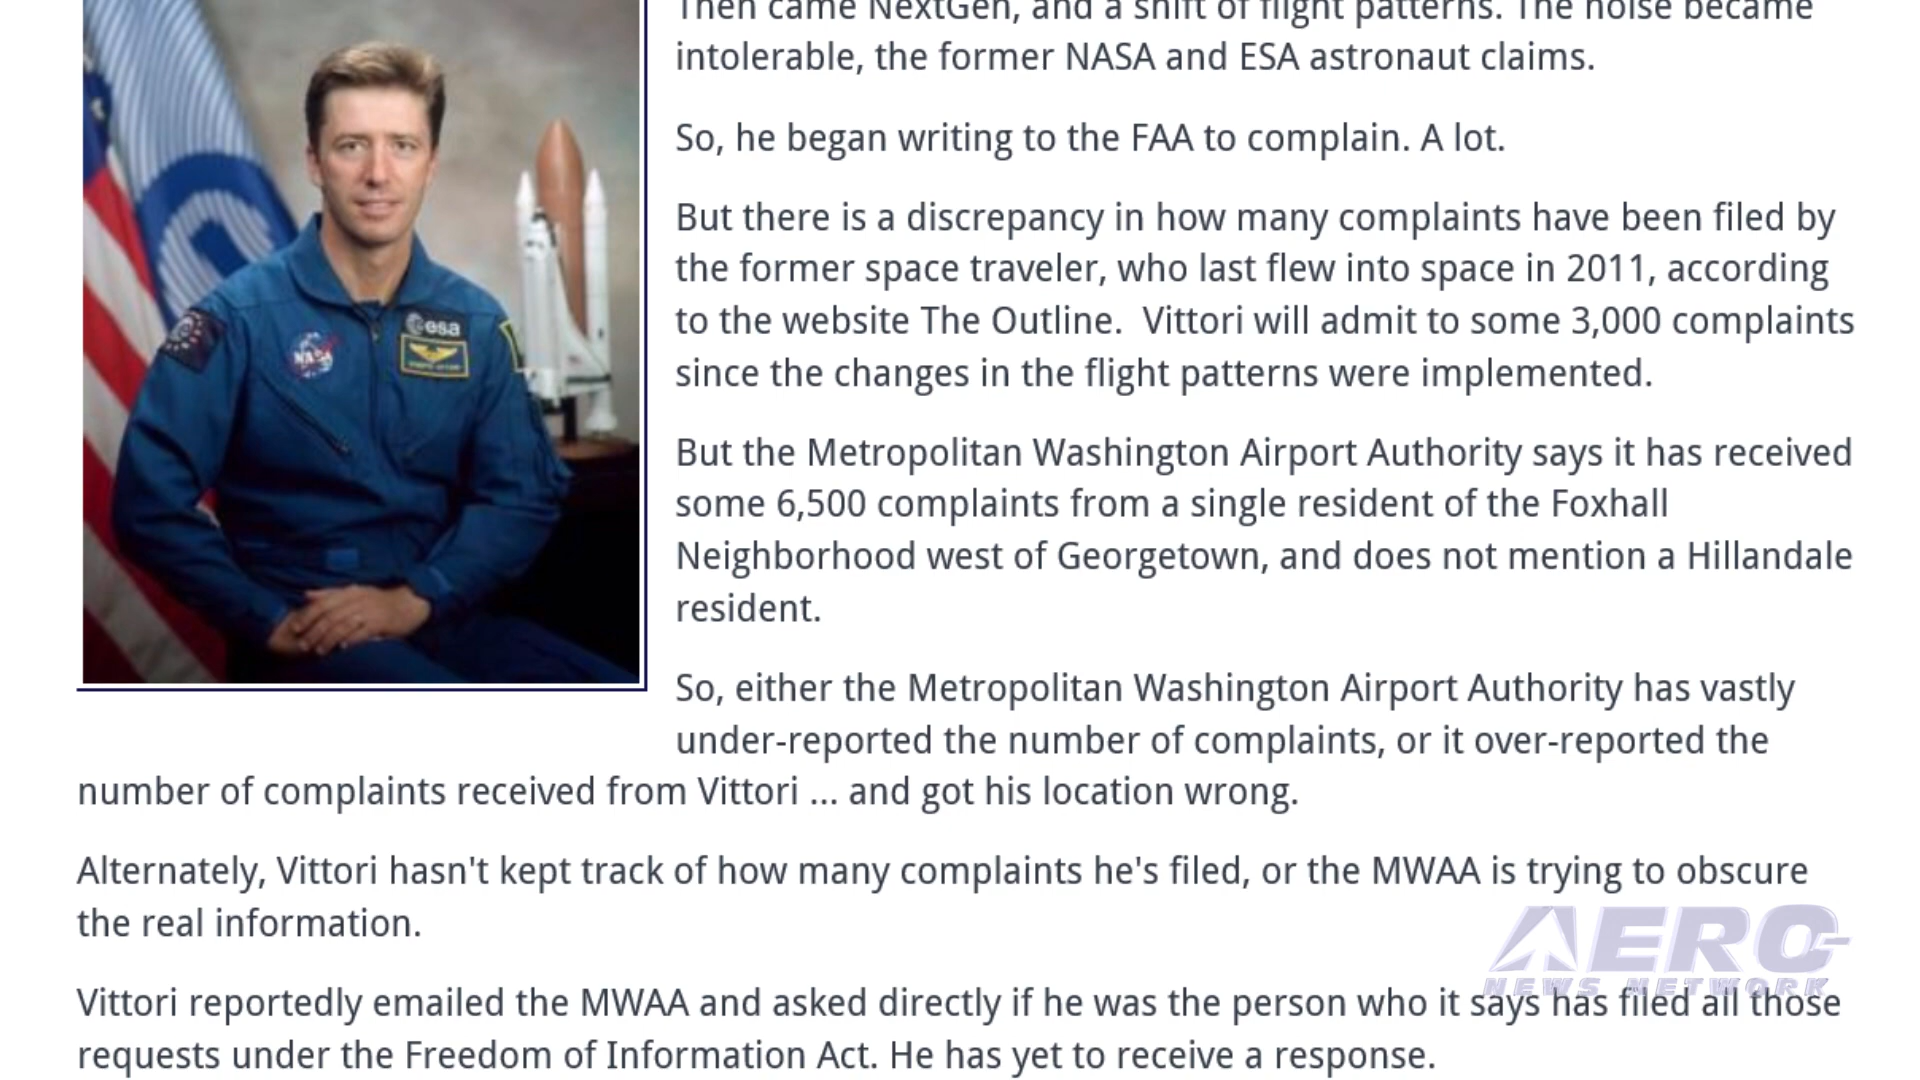 Then came NextGen, and a shift of flight patterns. The noise became
intolerable, the former NASA and ESA astronaut claims.
So, he began writing to the FAA to complain. A lot.
But there is a discrepancy in how many complaints have been filed by
the former space traveler, who last flew into space in 2011, according
to the website The Outline.  Vittori will admit to some 3,000 complaints
since the changes in the flight patterns were implemented.
But the Metropolitan Washington Airport Authority says it has received
some 6,500 complaints from a single resident of the Foxhall
Neighborhood west of Georgetown, and does not mention a Hillandale
resident.
So, either the Metropolitan Washington Airport Authority has vastly
under-reported the number of complaints, or it over-reported the
number of complaints received from Vittori ... and got his location wrong.
Alternately, Vittori hasn't kept track of how many complaints he's filed, or the MWAA is trying to obscure
the real information.
Vittori reportedly emailed the MWAA and asked directly if he was the person who it says has filed all those
requests under the Freedom of Information Act. He has yet to receive a response.
esa
NASA
AERO
NEWS NETWORK